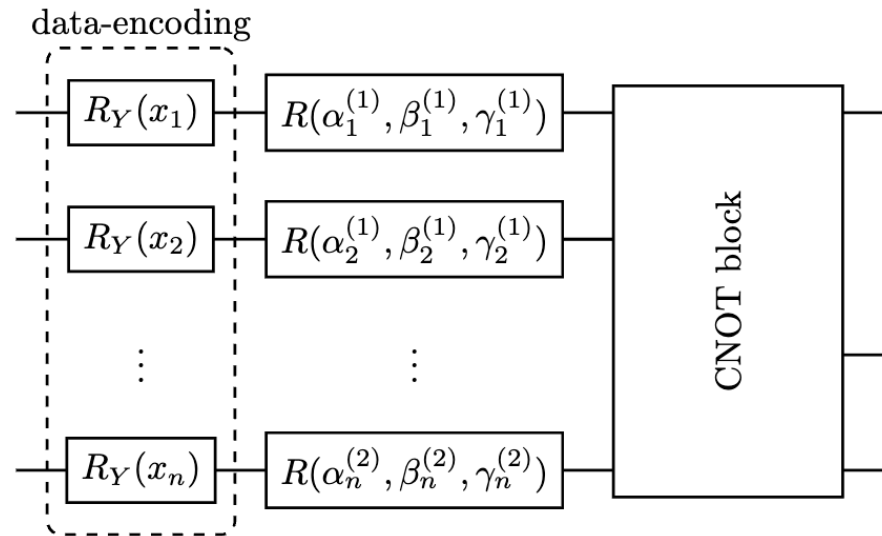 data-encoding
R_Y(x_1) R(α_1^{(1)}, β_1^{(1)}, γ_1^{(1)})
R_Y(x_2) R(α_2^{(1)}, β_2^{(1)}, γ_2^{(1)})
CNOT block
⋮ ⋮
R_Y(x_n) R(α_n^{(2)}, β_n^{(2)}, γ_n^{(2)})